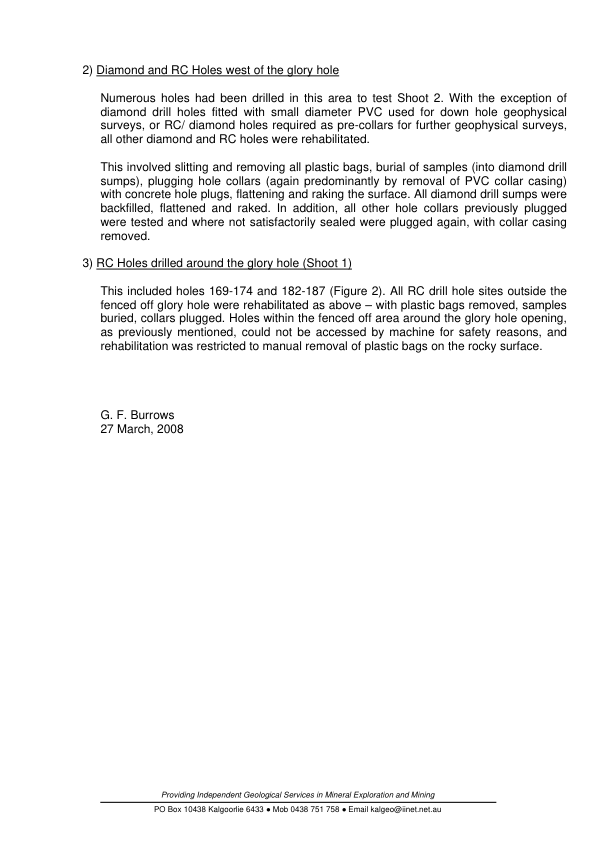 2) Diamond and RC Holes west of the glory hole
Numerous holes had been drilled in this area to test Shoot 2. With the exception of
diamond drill holes fitted with small diameter PVC used for down hole geophysical
surveys, or RC/ diamond holes required as pre-collars for further geophysical surveys,
all other diamond and RC holes were rehabilitated.
This involved slitting and removing all plastic bags, burial of samples (into diamond drill
sumps), plugging hole collars (again predominantly by removal of PVC collar casing)
with concrete hole plugs, flattening and raking the surface. All diamond drill sumps were
backfilled, flattened and raked. In addition, all other hole collars previously plugged
were tested and where not satisfactorily sealed were plugged again, with collar casing
removed.
3) RC Holes drilled around the glory hole (Shoot 1)
This included holes 169-174 and 182-187 (Figure 2). All RC drill hole sites outside the
fenced off glory hole were rehabilitated as above – with plastic bags removed, samples
buried, collars plugged. Holes within the fenced off area around the glory hole opening,
as previously mentioned, could not be accessed by machine for safety reasons, and
rehabilitation was restricted to manual removal of plastic bags on the rocky surface.
G. F. Burrows
27 March, 2008
Providing Independent Geological Services in Mineral Exploration and Mining
PO Box 10438 Kalgoorlie 6433 ● Mob 0438 751 758 ● Email kalgeo@iinet.net.au